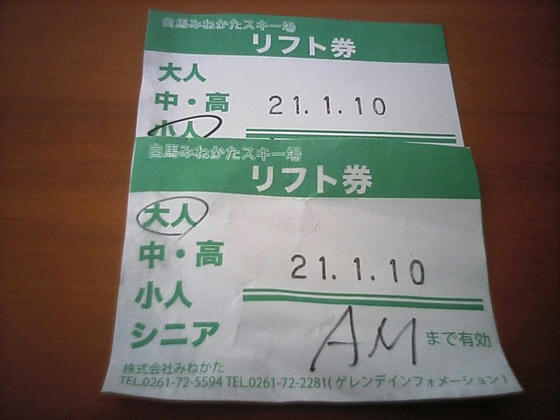 白馬みねかたスキー場
リフト券
大人
中・高 21.1.10
小人
白馬みねかたスキー場
リフト券
大人
中・高 21.1.10
小人
シニア AMまで有効
株式会社みねかた
TEL.0261-72-5594 TEL.0261-72-2281(ゲレンデインフォメーション)